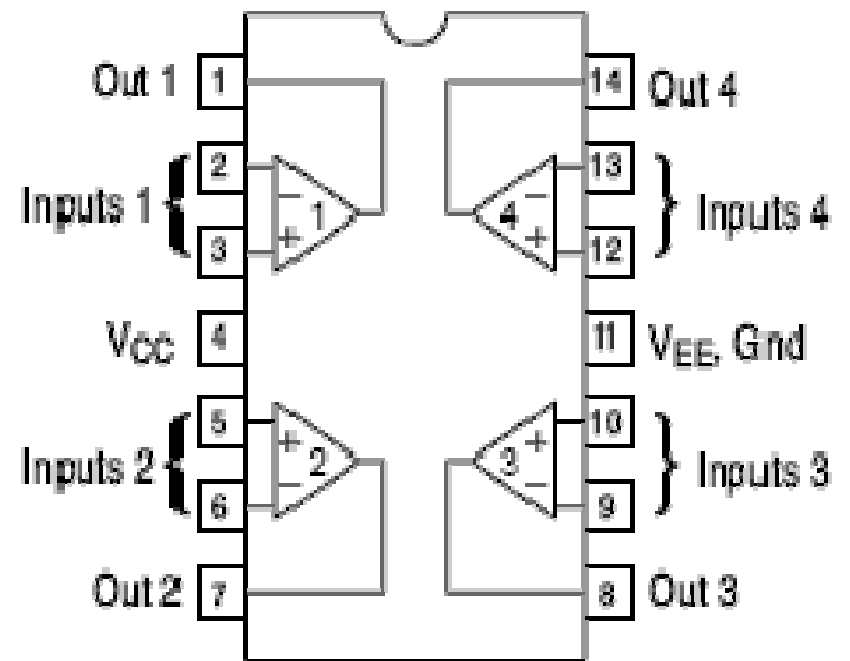 Out 1 1 14 Out 4
2 13
Inputs 1 − 1 4 − Inputs 4
+ +
3 12
VCC 4 11 VEE, Gnd
5 10
+ +
Inputs 2 2 3 Inputs 3
− −
6 9
Out 2 7 8 Out 3